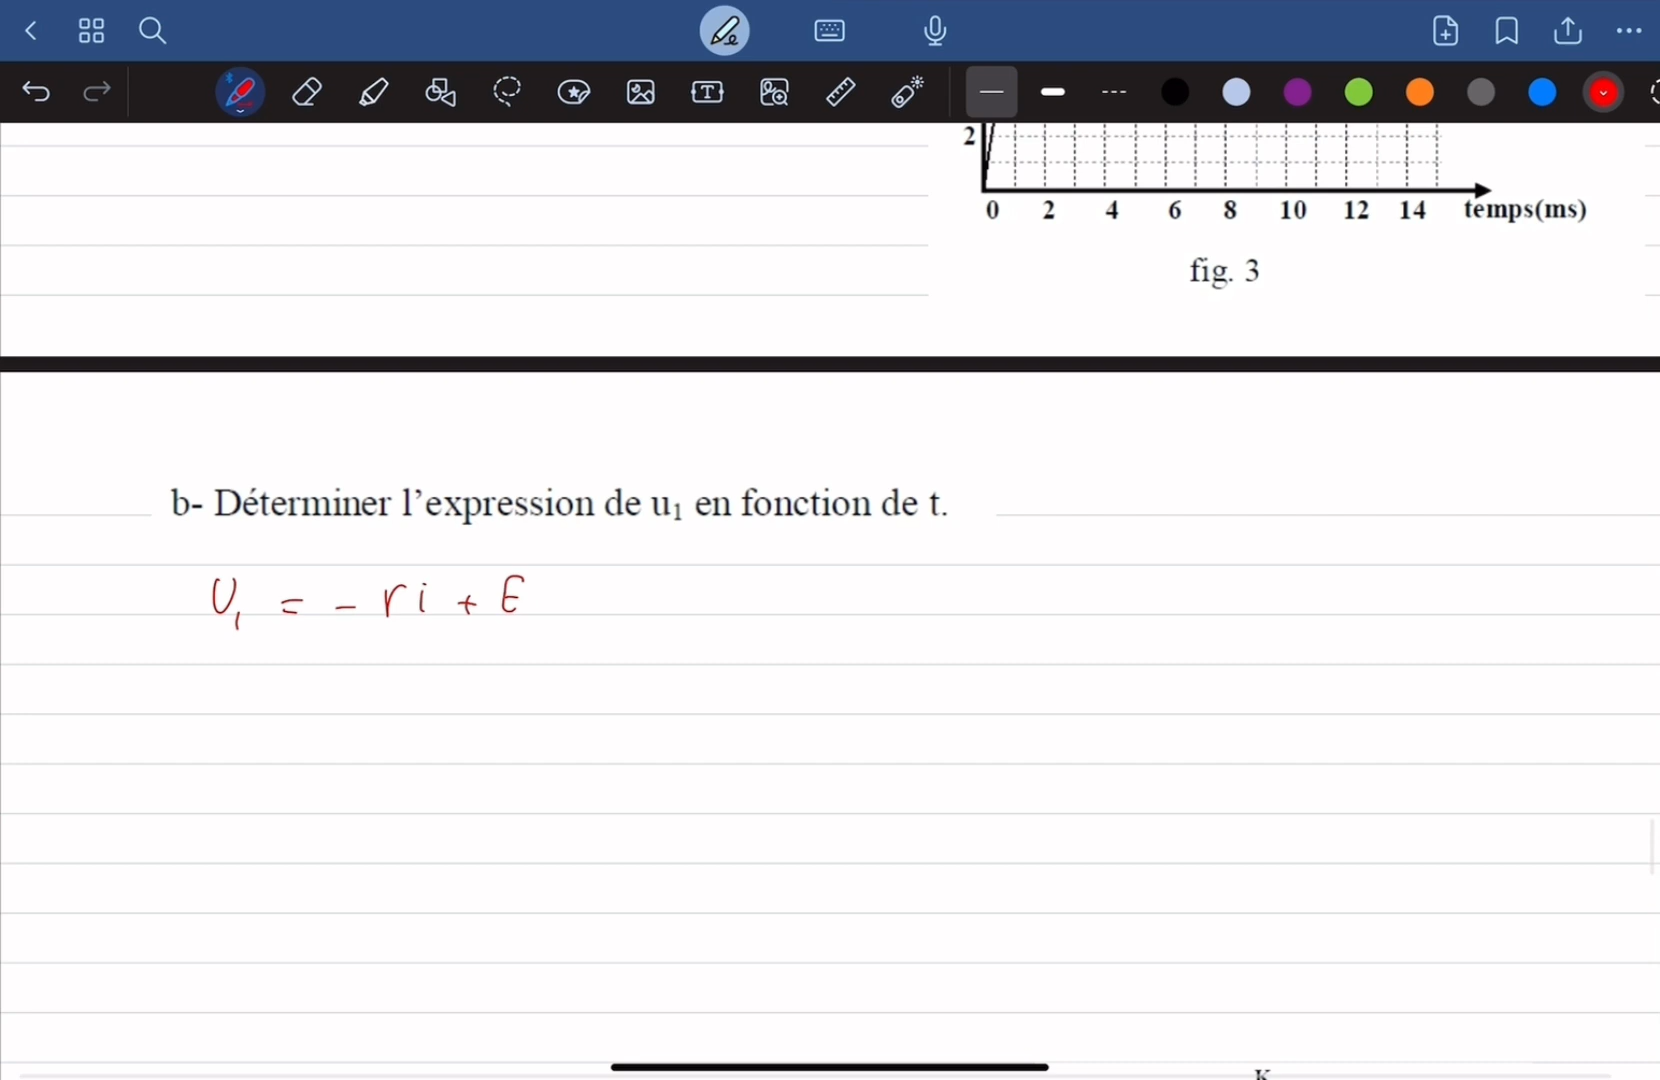 2
0 2 4 6 8 10 12 14 temps(ms)
fig. 3
b- Déterminer l'expression de u₁ en fonction de t.
U₁ = - ri + E
K